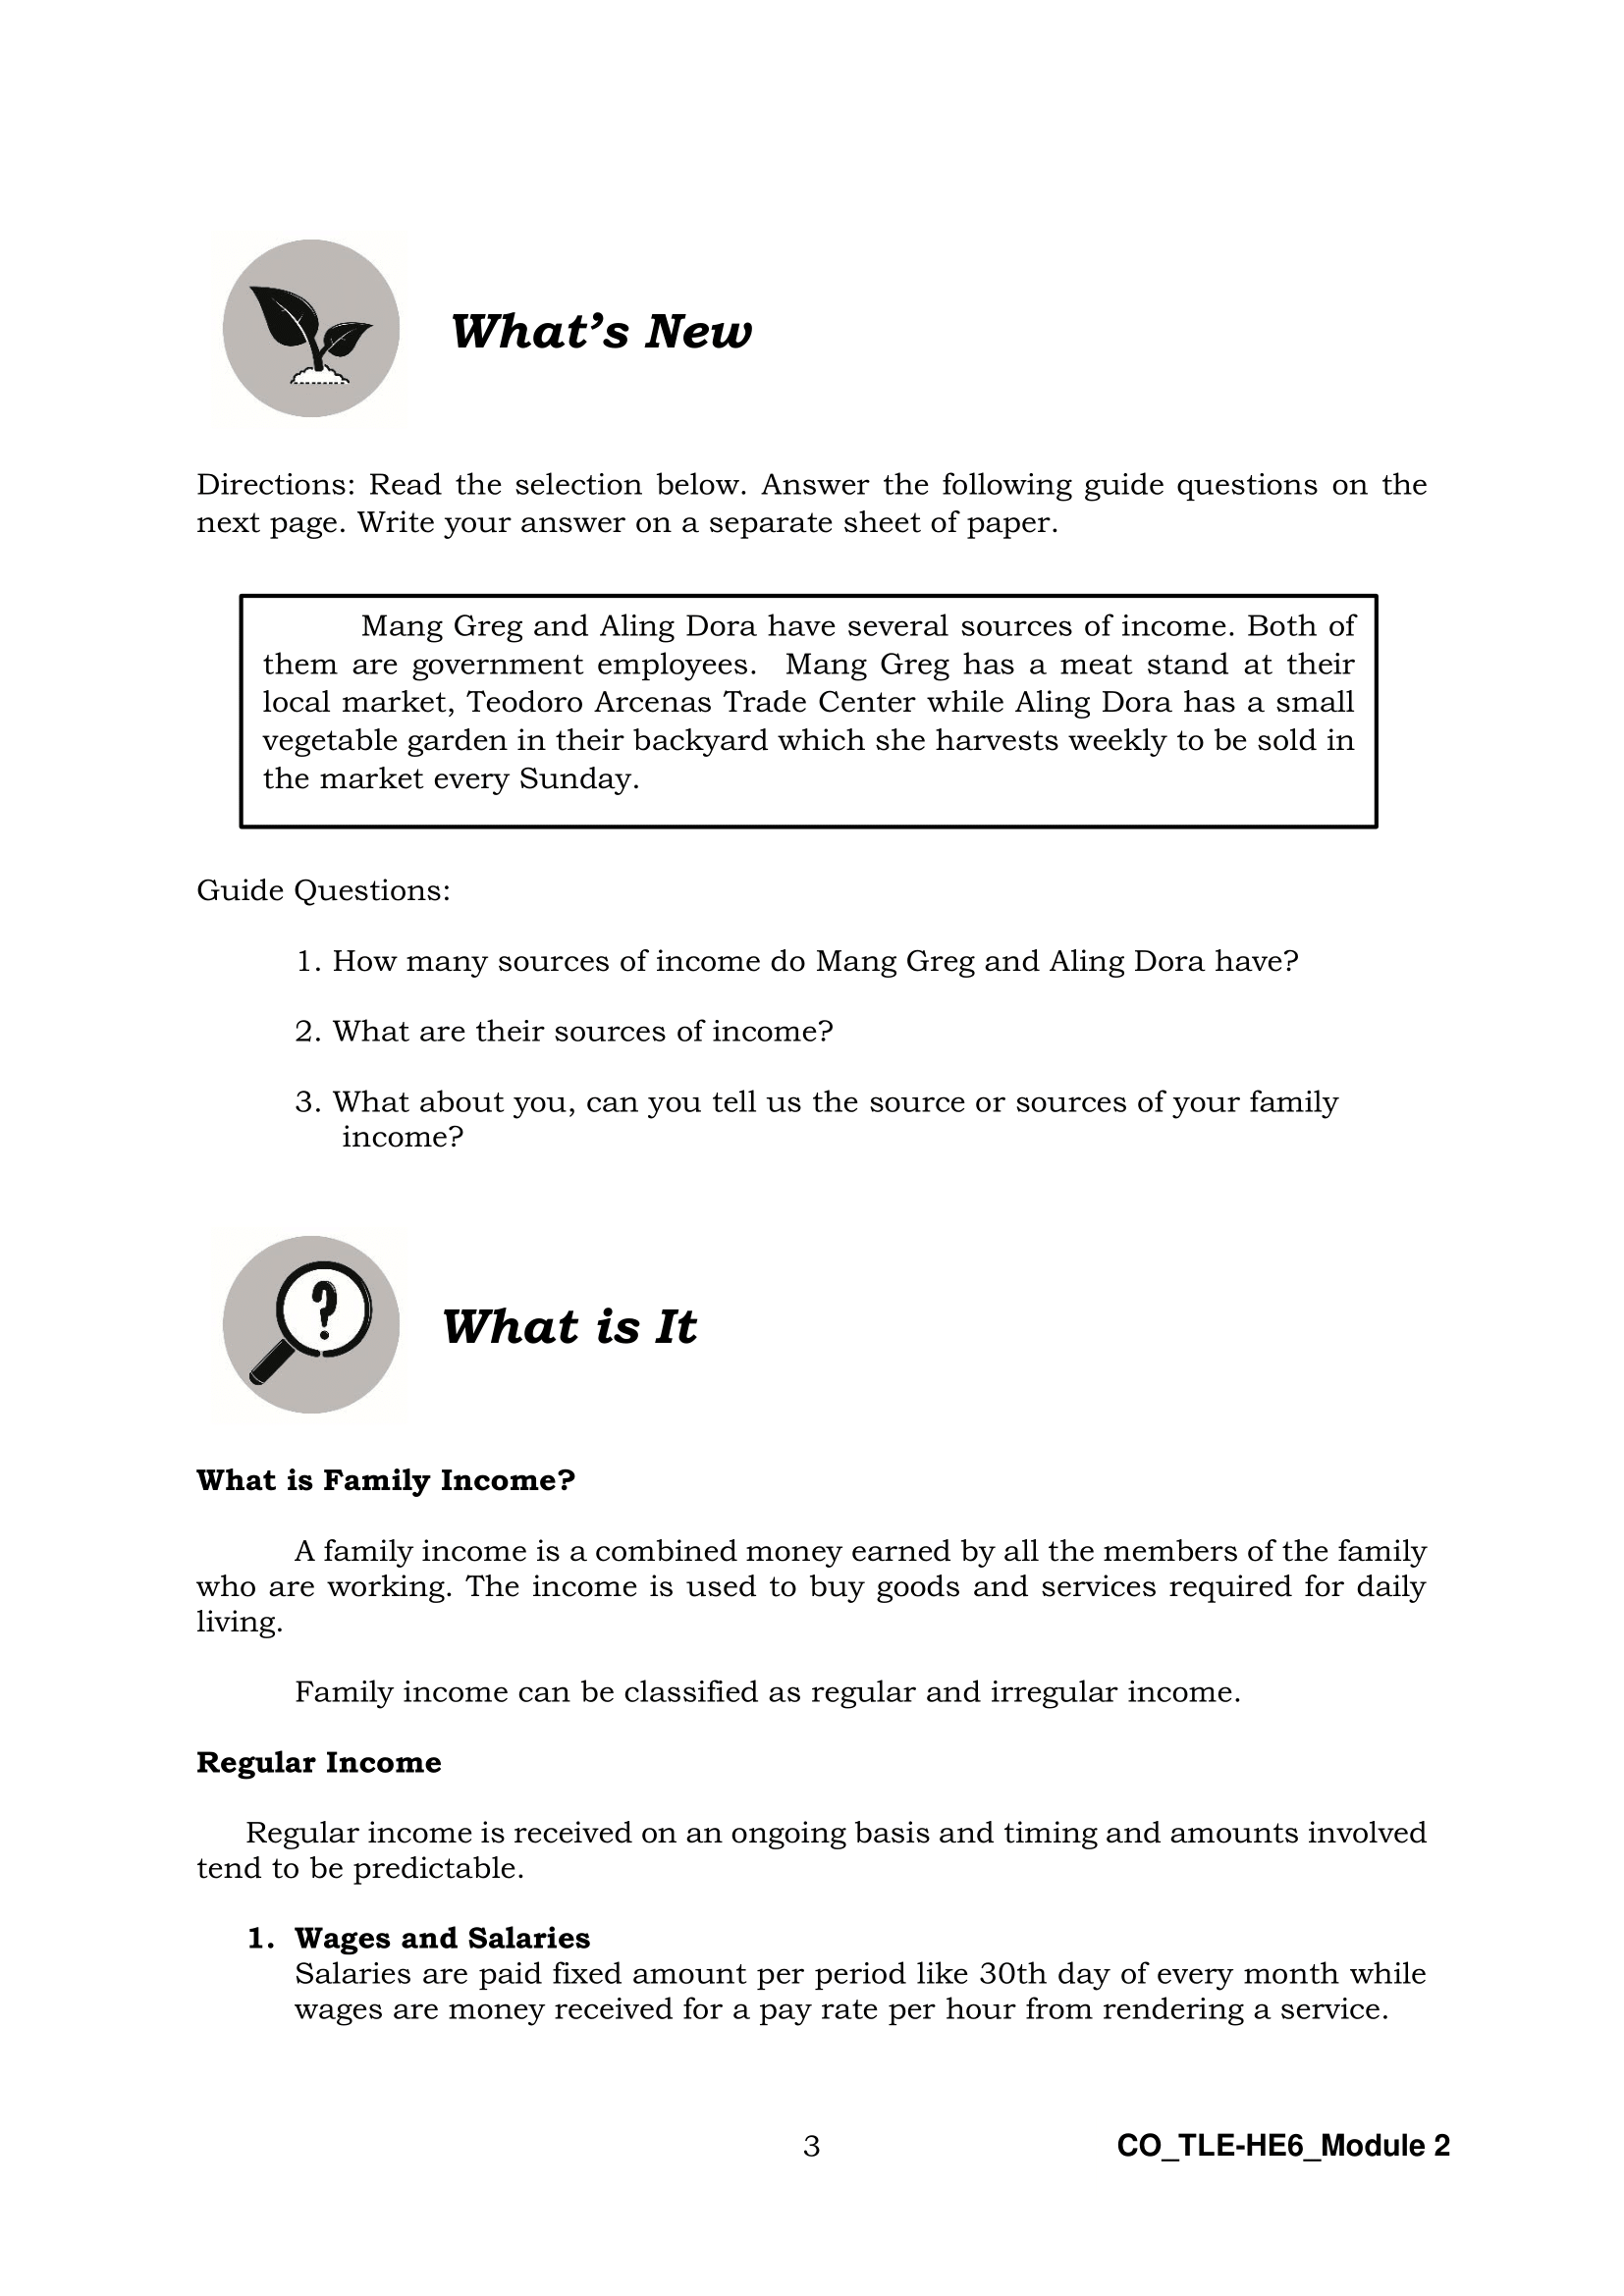 What’s New
Directions: Read the selection below. Answer the following guide questions on the
next page. Write your answer on a separate sheet of paper.
Mang Greg and Aling Dora have several sources of income. Both of
them are government employees.  Mang Greg has a meat stand at their
local market, Teodoro Arcenas Trade Center while Aling Dora has a small
vegetable garden in their backyard which she harvests weekly to be sold in
the market every Sunday.
Guide Questions:
1. How many sources of income do Mang Greg and Aling Dora have?
2. What are their sources of income?
3. What about you, can you tell us the source or sources of your family
income?
?
What is It
What is Family Income?
A family income is a combined money earned by all the members of the family
who are working. The income is used to buy goods and services required for daily
living.
Family income can be classified as regular and irregular income.
Regular Income
Regular income is received on an ongoing basis and timing and amounts involved
tend to be predictable.
1. Wages and Salaries
Salaries are paid fixed amount per period like 30th day of every month while
wages are money received for a pay rate per hour from rendering a service.
3
CO_TLE-HE6_Module 2